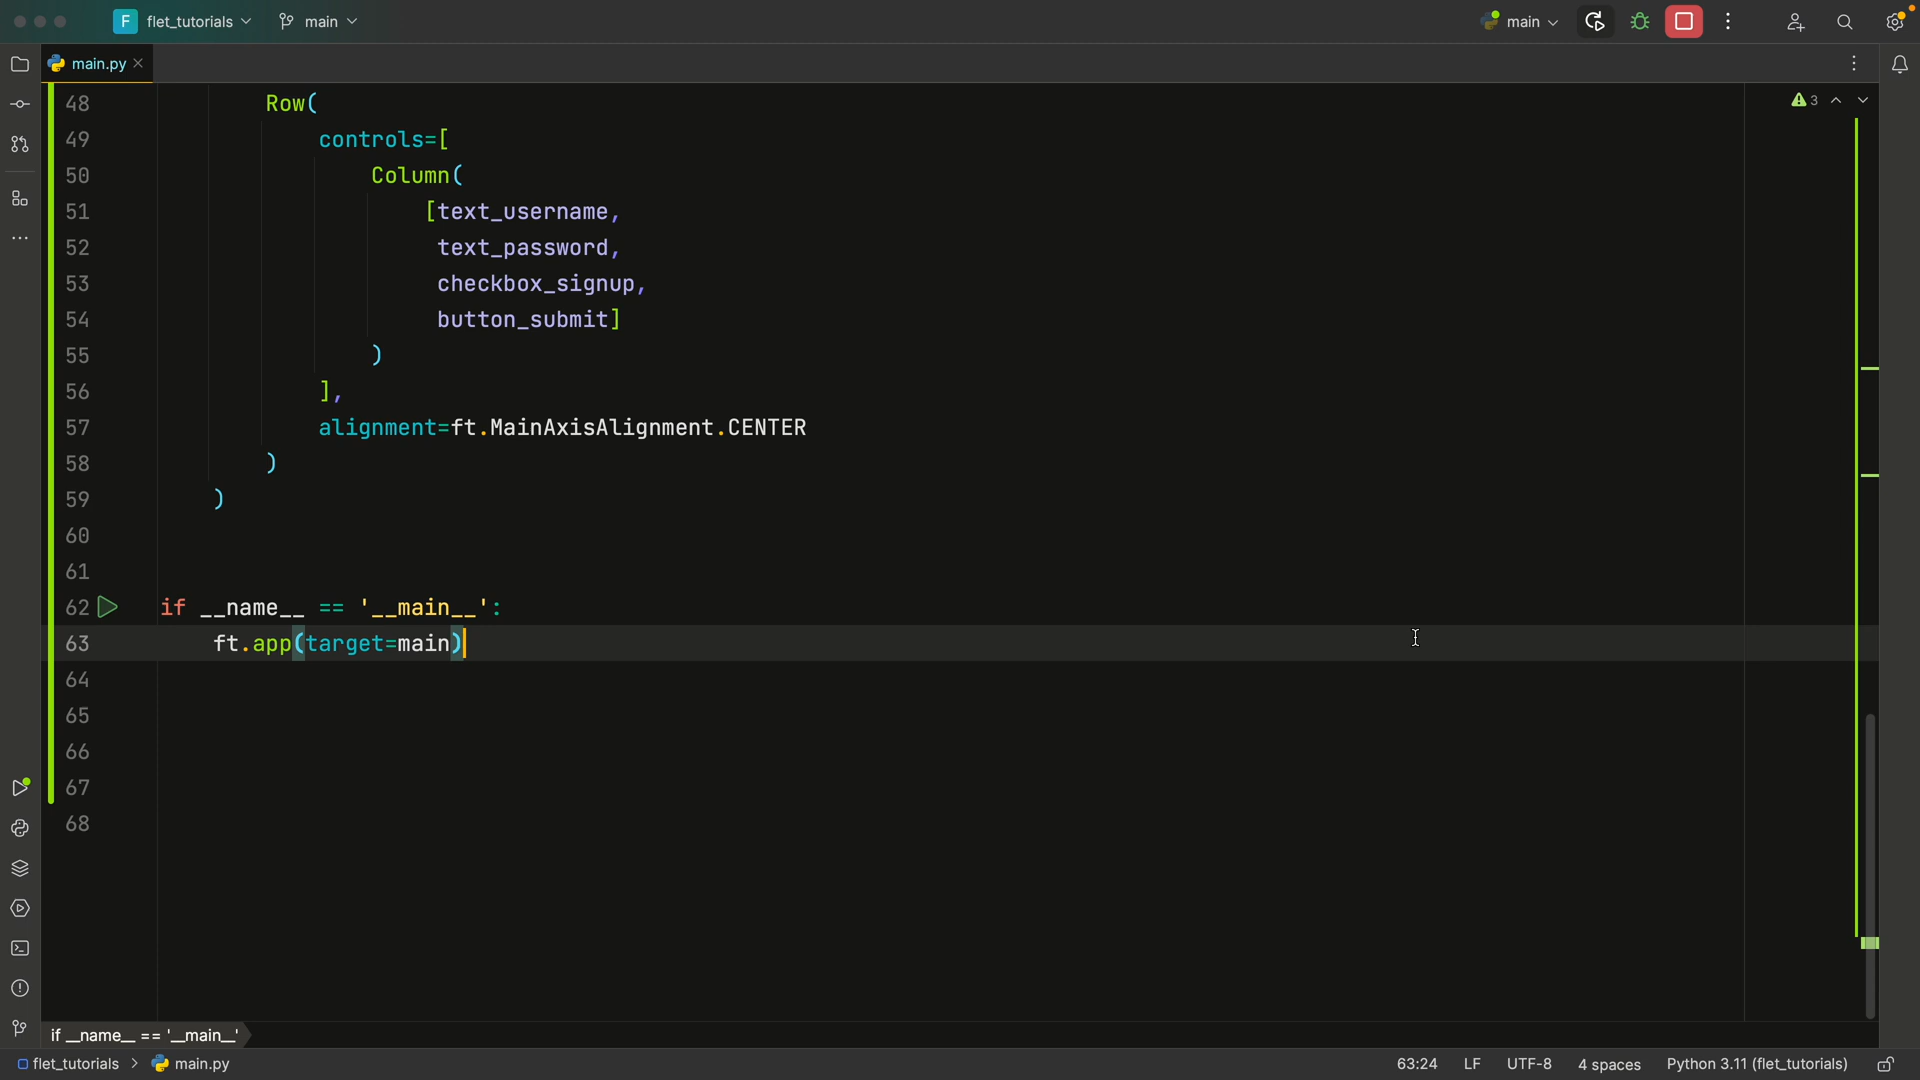 F flet_tutorials main main
main.py
48 Row(
3
49 controls=[
50 Column(
51 [text_username,
52 text_password,
53 checkbox_signup,
54 button_submit]
55 )
56 ],
57 alignment=ft.MainAxisAlignment.CENTER
58 )
59 )
60
61
62 if __name__ == '__main__':
63 ft.app(target=main)
64
65
66
67
68
if __name__ == '__main__'
flet_tutorials > main.py 63:24 LF UTF-8 4 spaces Python 3.11 (flet_tutorials)